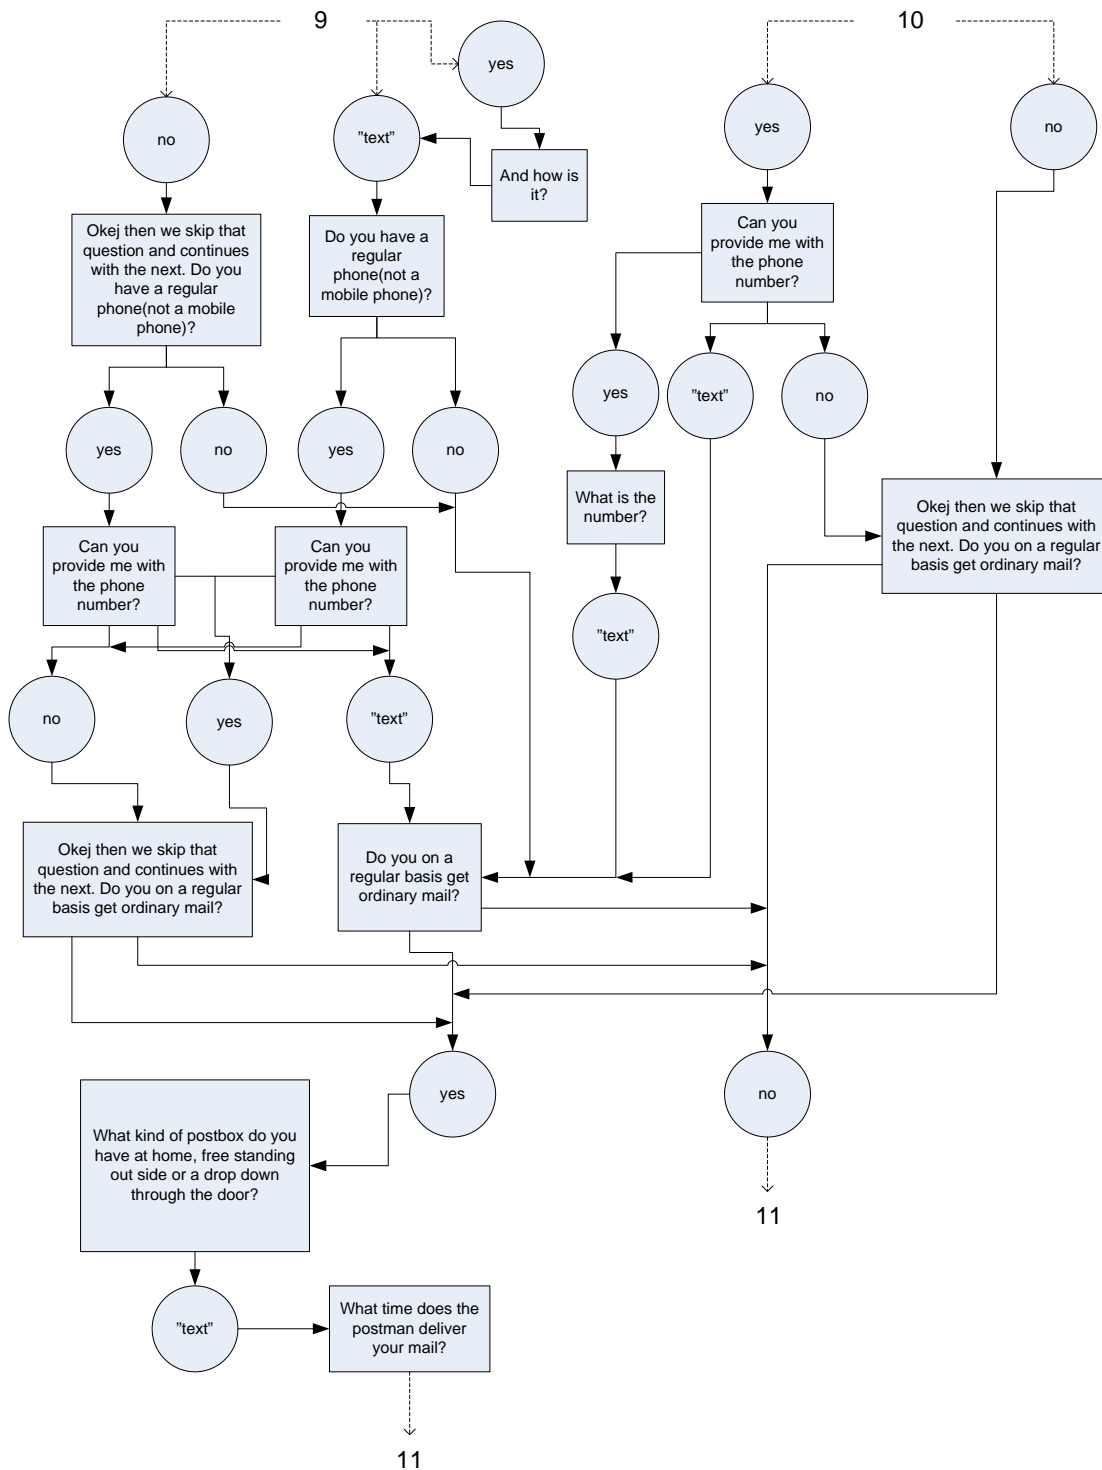 9
10
yes
no
"text"
yes
no
And how is
it?
Okej then we skip that
question and continues
with the next. Do you
have a regular
phone(not a mobile
phone)?
Do you have a
regular
phone(not a
mobile phone)?
Can you
provide me with
the phone
number?
yes
"text"
no
yes
no
yes
no
What is the
number?
Okej then we skip that
question and continues with
the next. Do you on a regular
basis get ordinary mail?
Can you
provide me with
the phone
number?
Can you
provide me with
the phone
number?
"text"
no
yes
"text"
Okej then we skip that
question and continues with
the next. Do you on a regular
basis get ordinary mail?
Do you on a
regular basis get
ordinary mail?
yes
no
What kind of postbox do you
have at home, free standing
out side or a drop down
through the door?
11
"text"
What time does the
postman deliver
your mail?
11